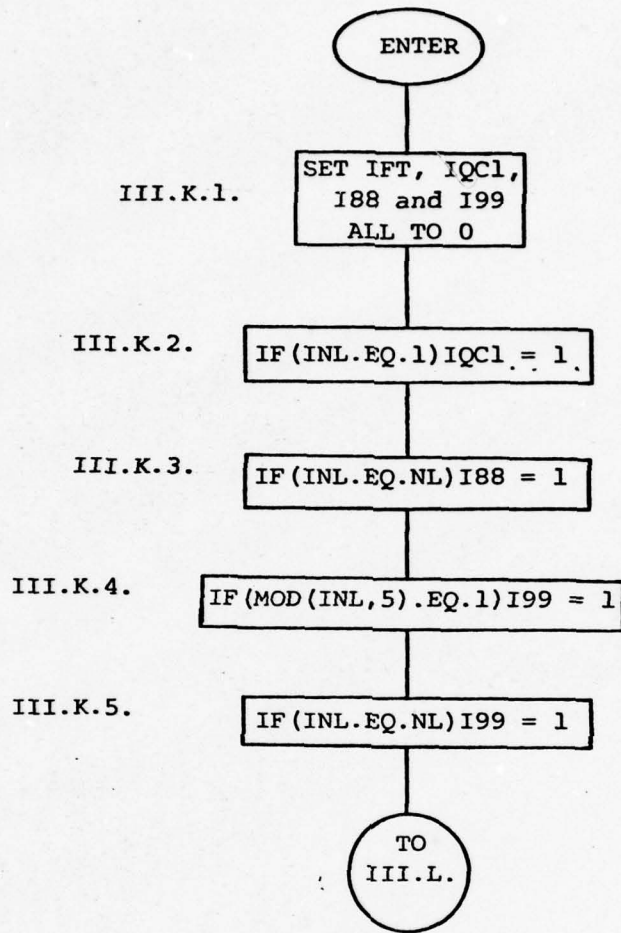 ENTER
III.K.1.
SET IFT, IQC1,
I88 and I99
ALL TO 0
III.K.2.
IF(INL.EQ.1)IQC1 = 1
III.K.3.
IF(INL.EQ.NL)I88 = 1
III.K.4.
IF(MOD(INL,5).EQ.1)I99 = 1
III.K.5.
IF(INL.EQ.NL)I99 = 1
TO
III.L.